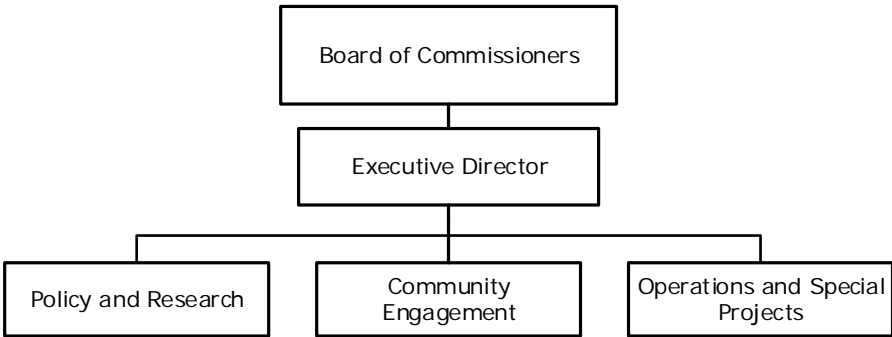 Board of Commissioners
Executive Director
Policy and Research
Community
Engagement
Operations and Special
Projects